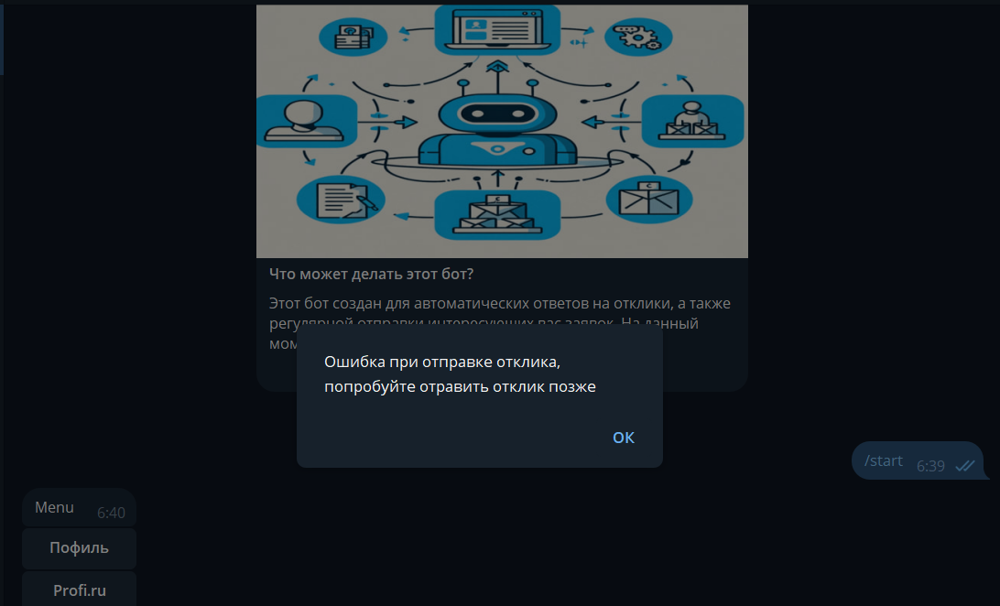 Что может делать этот бот?
Этот бот создан для автоматических ответов на отклики, а также
регулярной отправки интересующих вас заявок. На данный
мом
Ошибка при отправке отклика,
попробуйте отравить отклик позже
ОК
/start 6:39
Menu 6:40
Пофиль
Profi.ru